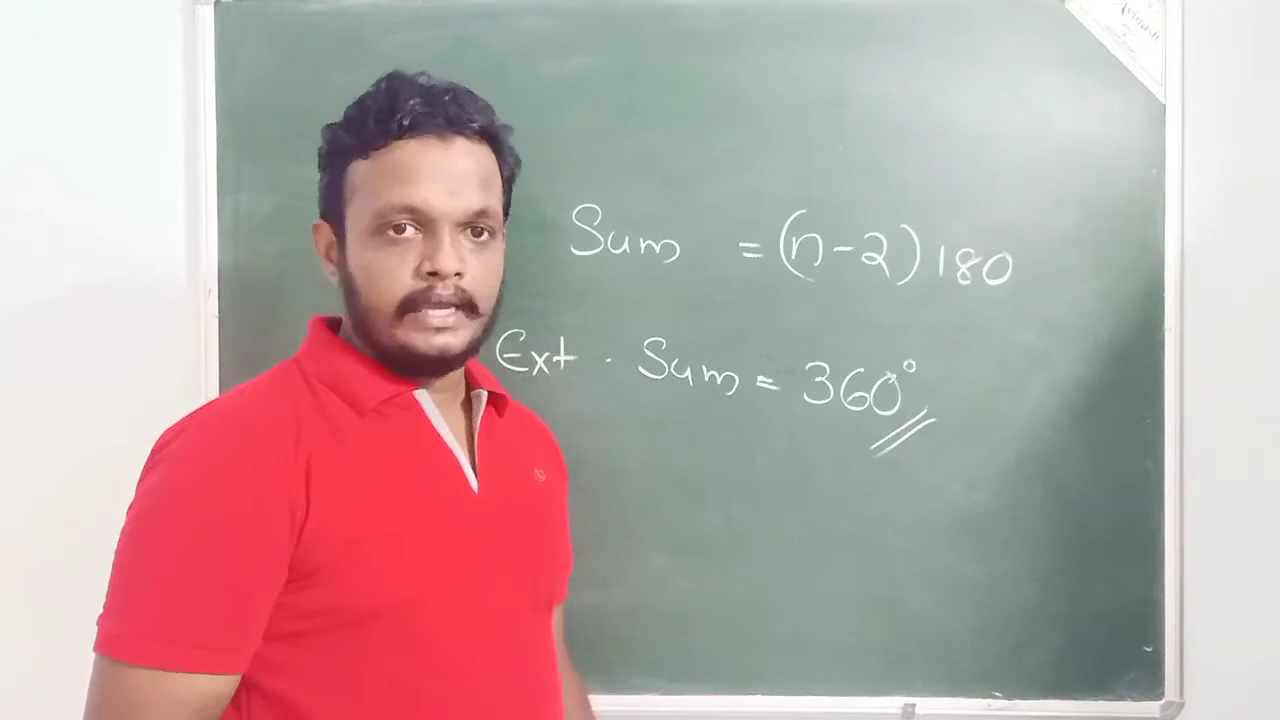 Sum = (n-2) 180
Ext. Sum = 360°